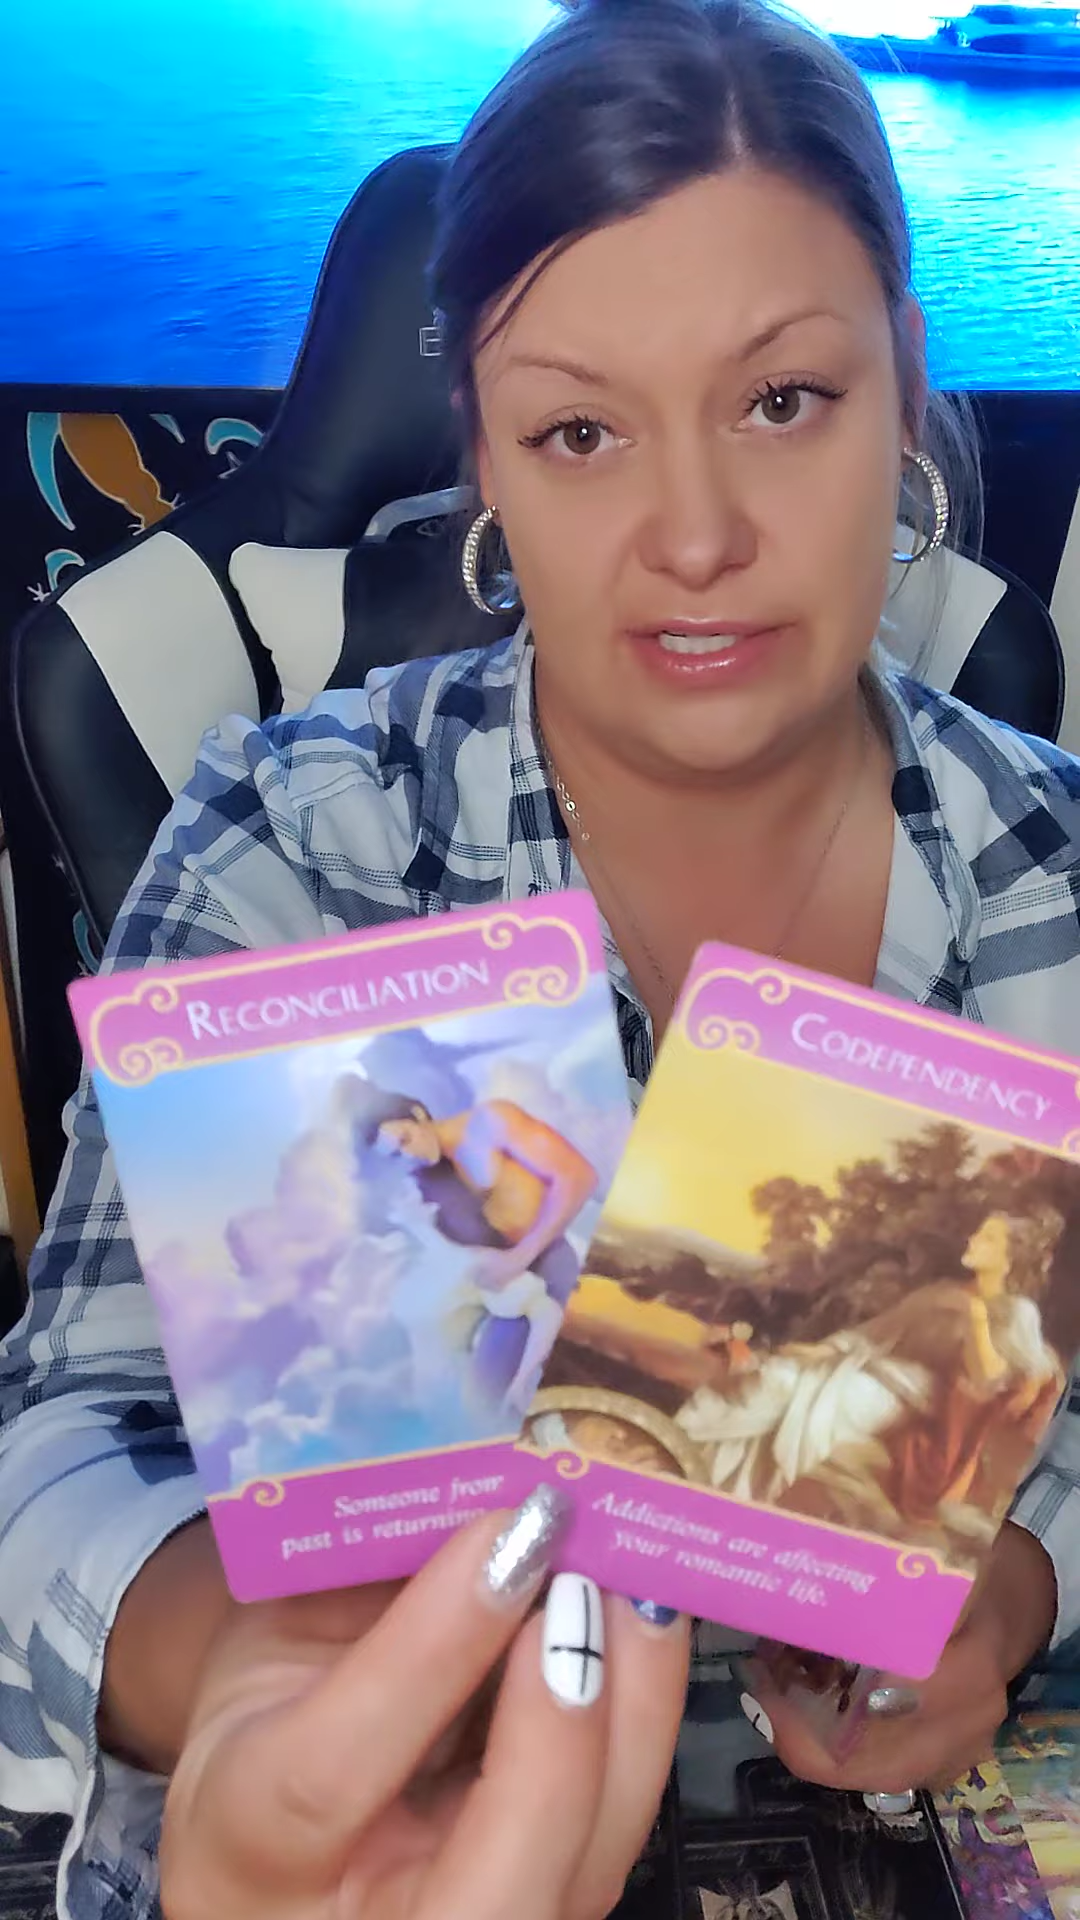 RECONCILIATION
Someone from
past is returning
CODEPENDENCY
Addictions are affecting
your romantic life.